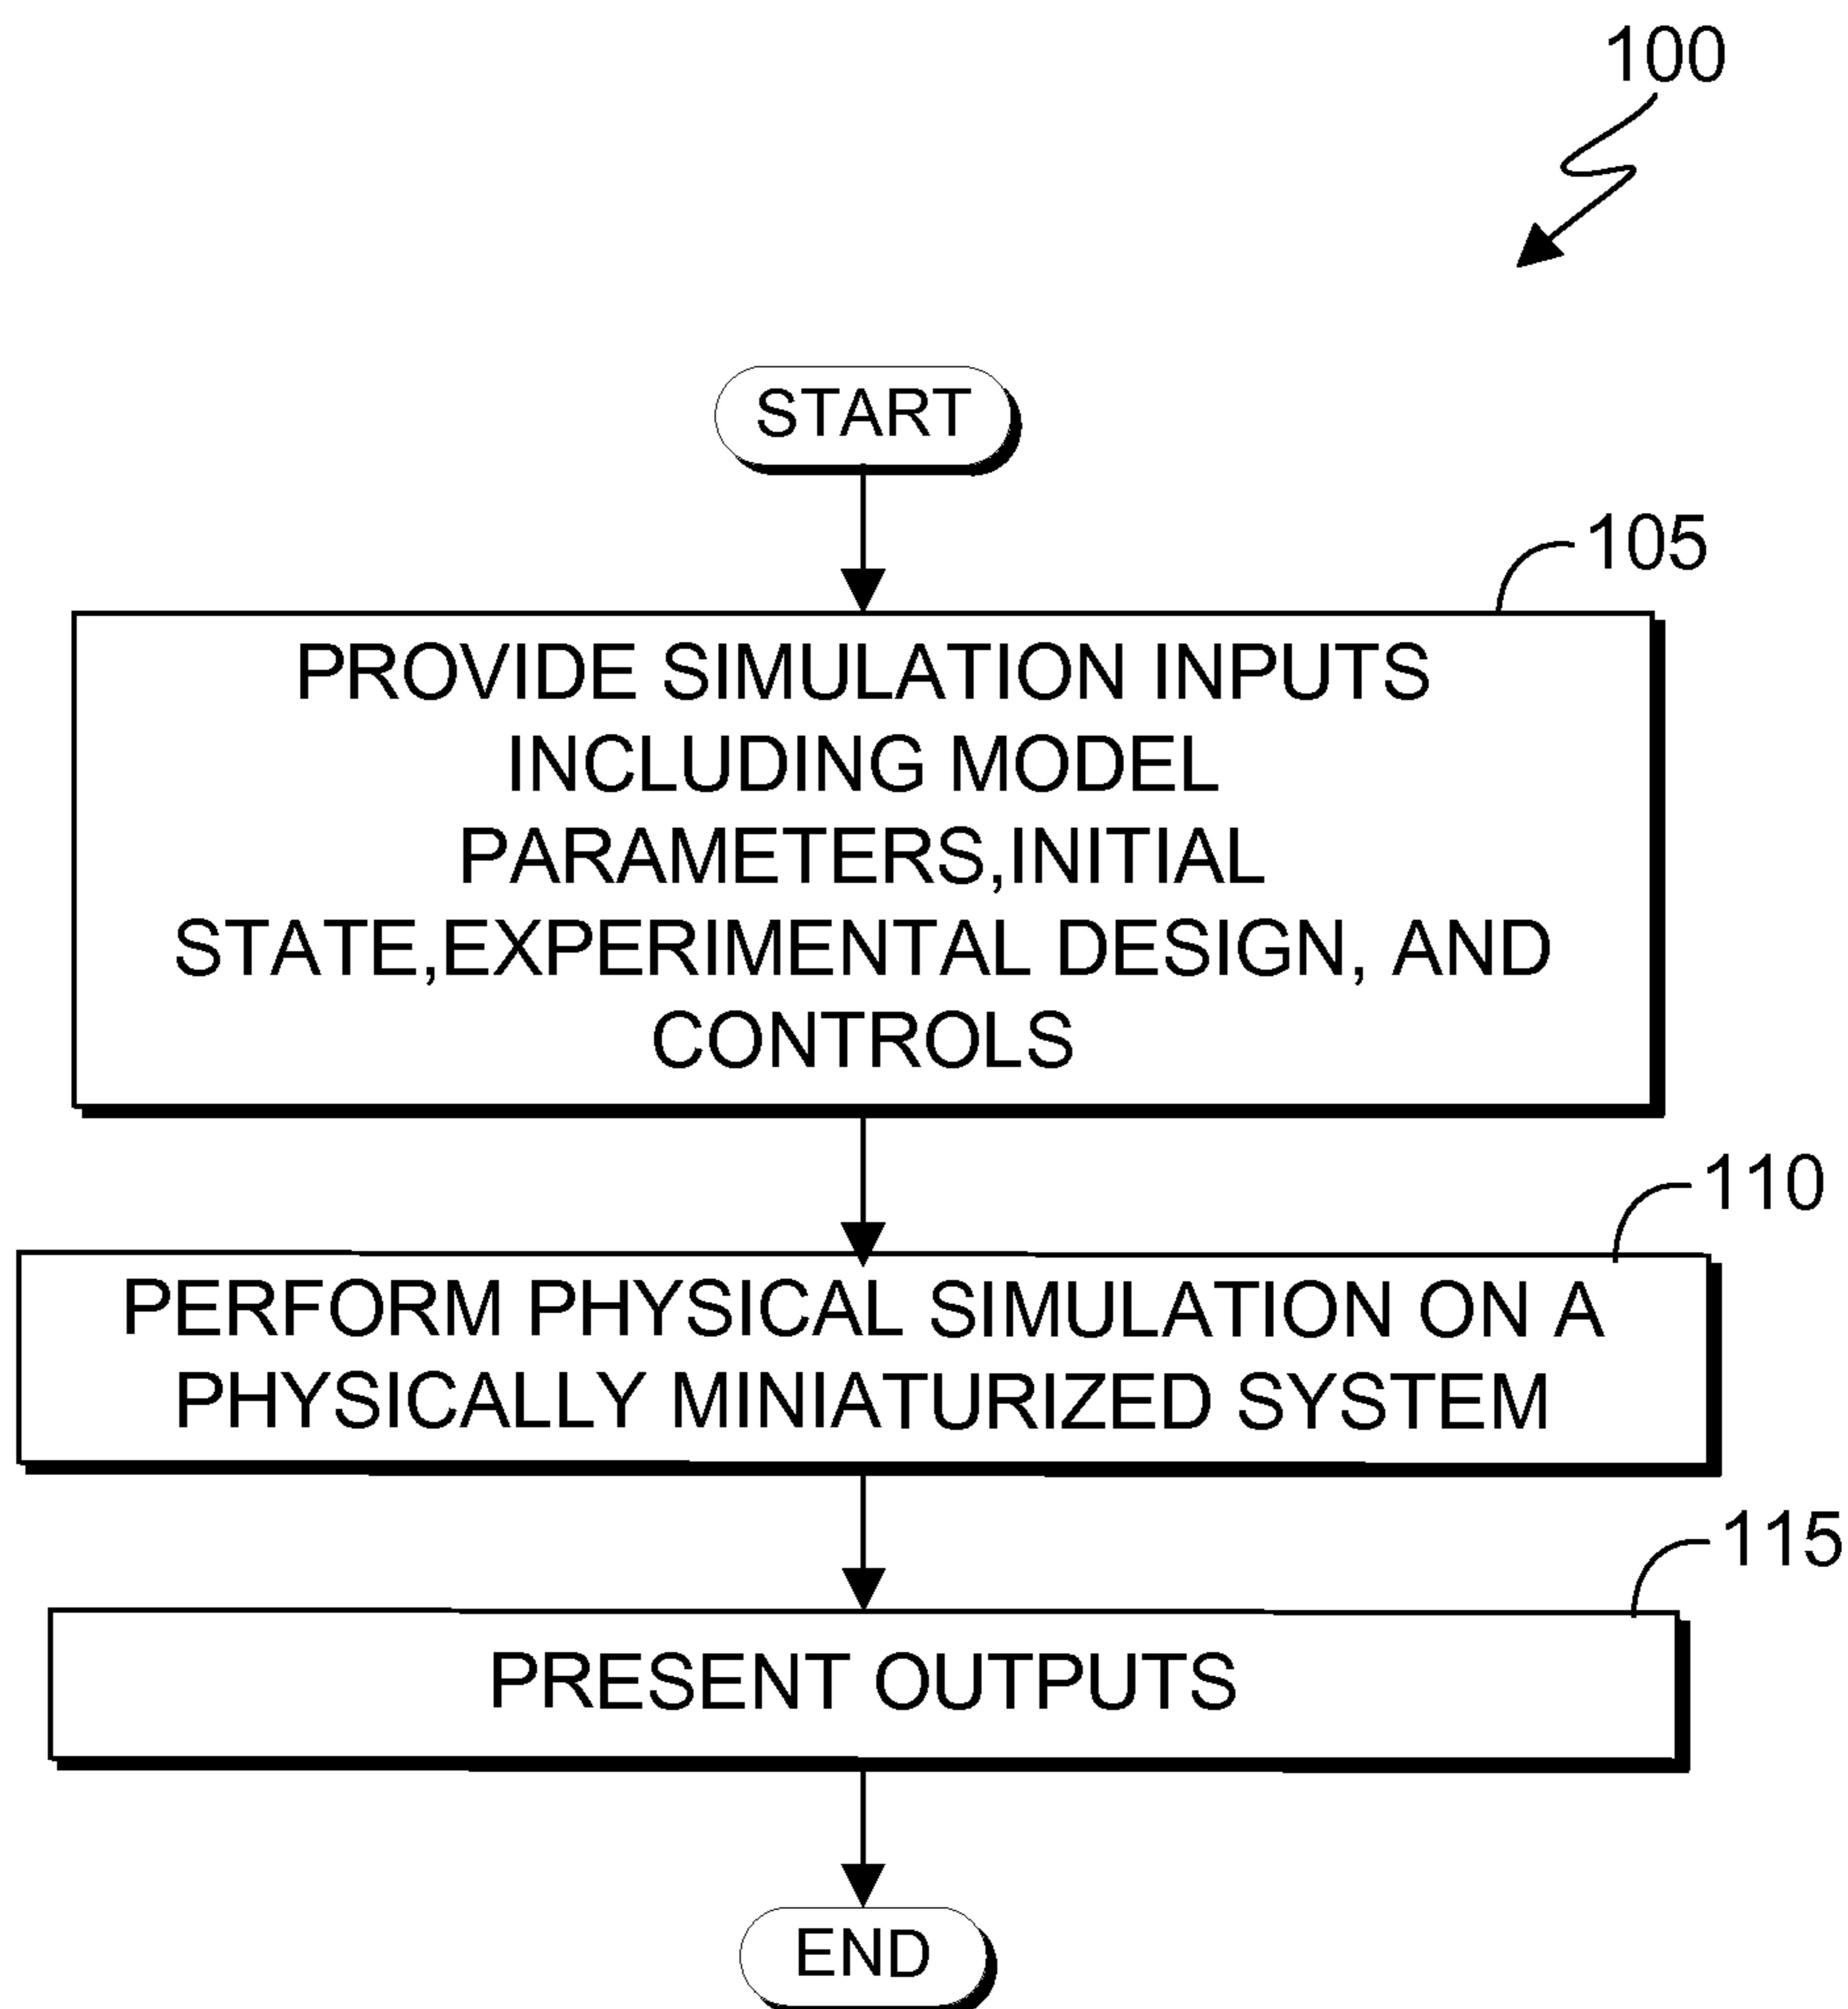 100
START
105
PROVIDE SIMULATION INPUTS
INCLUDING MODEL
PARAMETERS,INITIAL
STATE,EXPERIMENTAL DESIGN, AND
CONTROLS
110
PERFORM PHYSICAL SIMULATION ON A
PHYSICALLY MINIATURIZED SYSTEM
115
PRESENT OUTPUTS
END